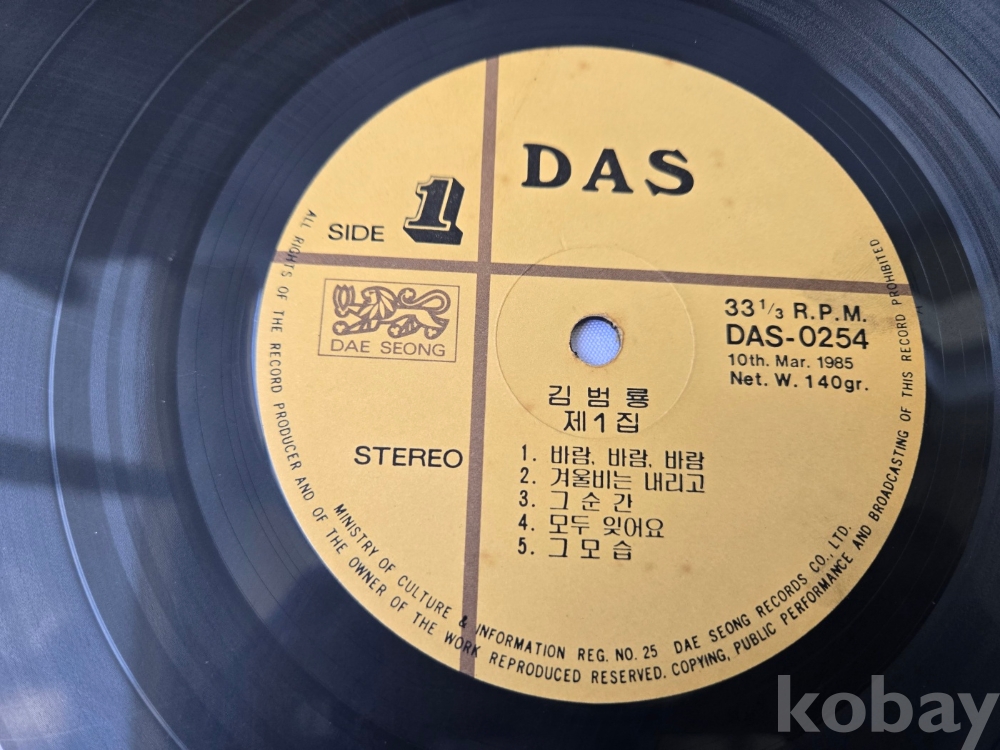 DAS
SIDE 1
DAE SEONG
STEREO
33 1/3 R.P.M.
DAS-0254
10th. Mar. 1985
Net. W. 140gr.
김범룡
제1집
1. 바람, 바람, 바람
2. 겨울비는 내리고
3. 그 순 간
4. 모두 잊어요
5. 그 모 습
MINISTRY OF CULTURE & INFORMATION REG. NO. 25 DAE SEONG RECORDS CO., LTD.
ALL RIGHTS OF THE RECORD PRODUCER AND OF THE OWNER OF THE WORK REPRODUCED RESERVED. COPYING, PUBLIC PERFORMANCE AND BROADCASTING OF THIS RECORD PROHIBITED
kobay